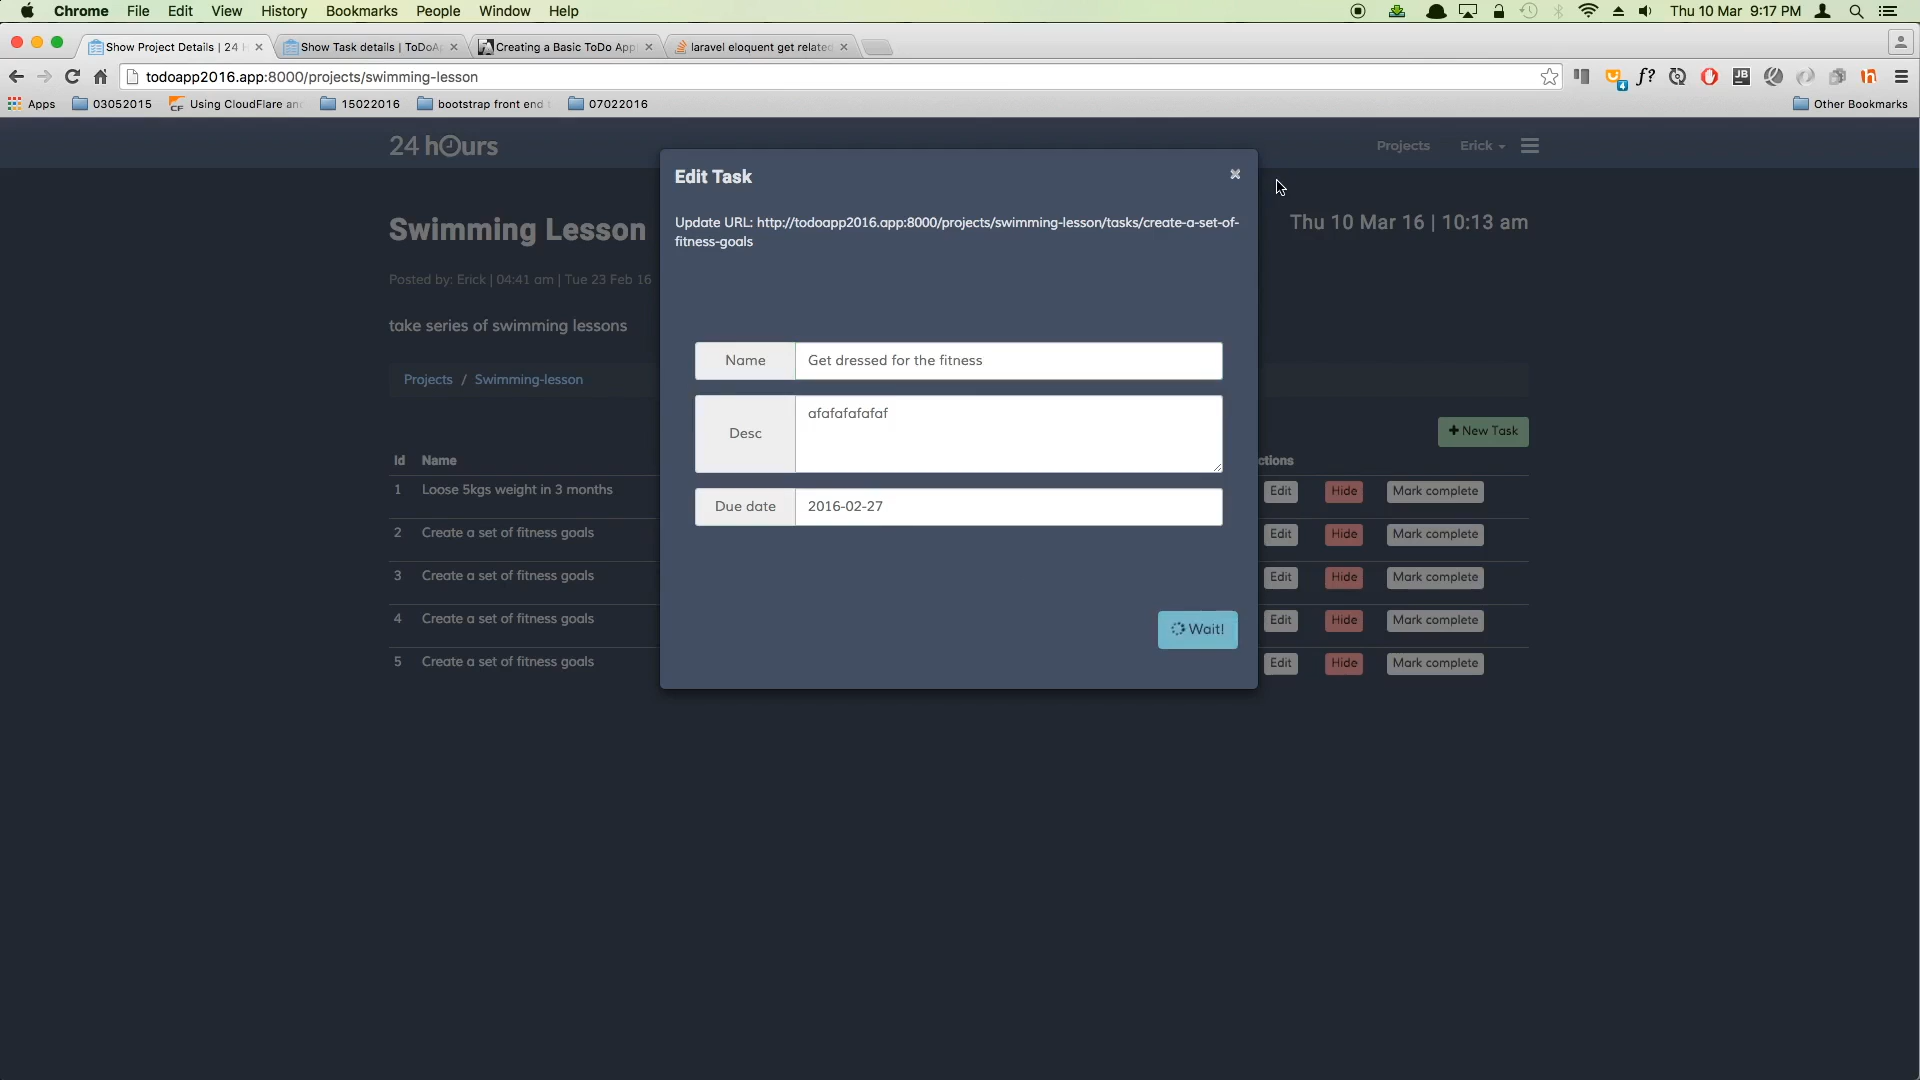 Chrome File Edit View History Bookmarks People Window Help Thu 10 Mar 9:17 PM
Show Project Details | 24 Show Task details | ToDoA Creating a Basic ToDo App laravel eloquent get relate
todoapp2016.app:8000/projects/swimming-lesson
Apps 03052015 Using CloudFlare an 15022016 bootstrap front end 07022016 Other Bookmarks
24 hours Projects Erick
Edit Task
Update URL: http://todoapp2016.app:8000/projects/swimming-lesson/tasks/create-a-set-of-
fitness-goals
Swimming Lesson Thu 10 Mar 16 | 10:13 am
Posted by: Erick | 04:41 am | Tue 23 Feb 16
take series of swimming lessons
Name Get dressed for the fitness
Projects / Swimming-lesson
Desc afafafafafaf
+ New Task
Id Name ctions
1 Loose 5kgs weight in 3 months Edit Hide Mark complete
Due date 2016-02-27
2 Create a set of fitness goals Edit Hide Mark complete
3 Create a set of fitness goals Edit Hide Mark complete
4 Create a set of fitness goals Edit Hide Mark complete
Wait!
5 Create a set of fitness goals Edit Hide Mark complete